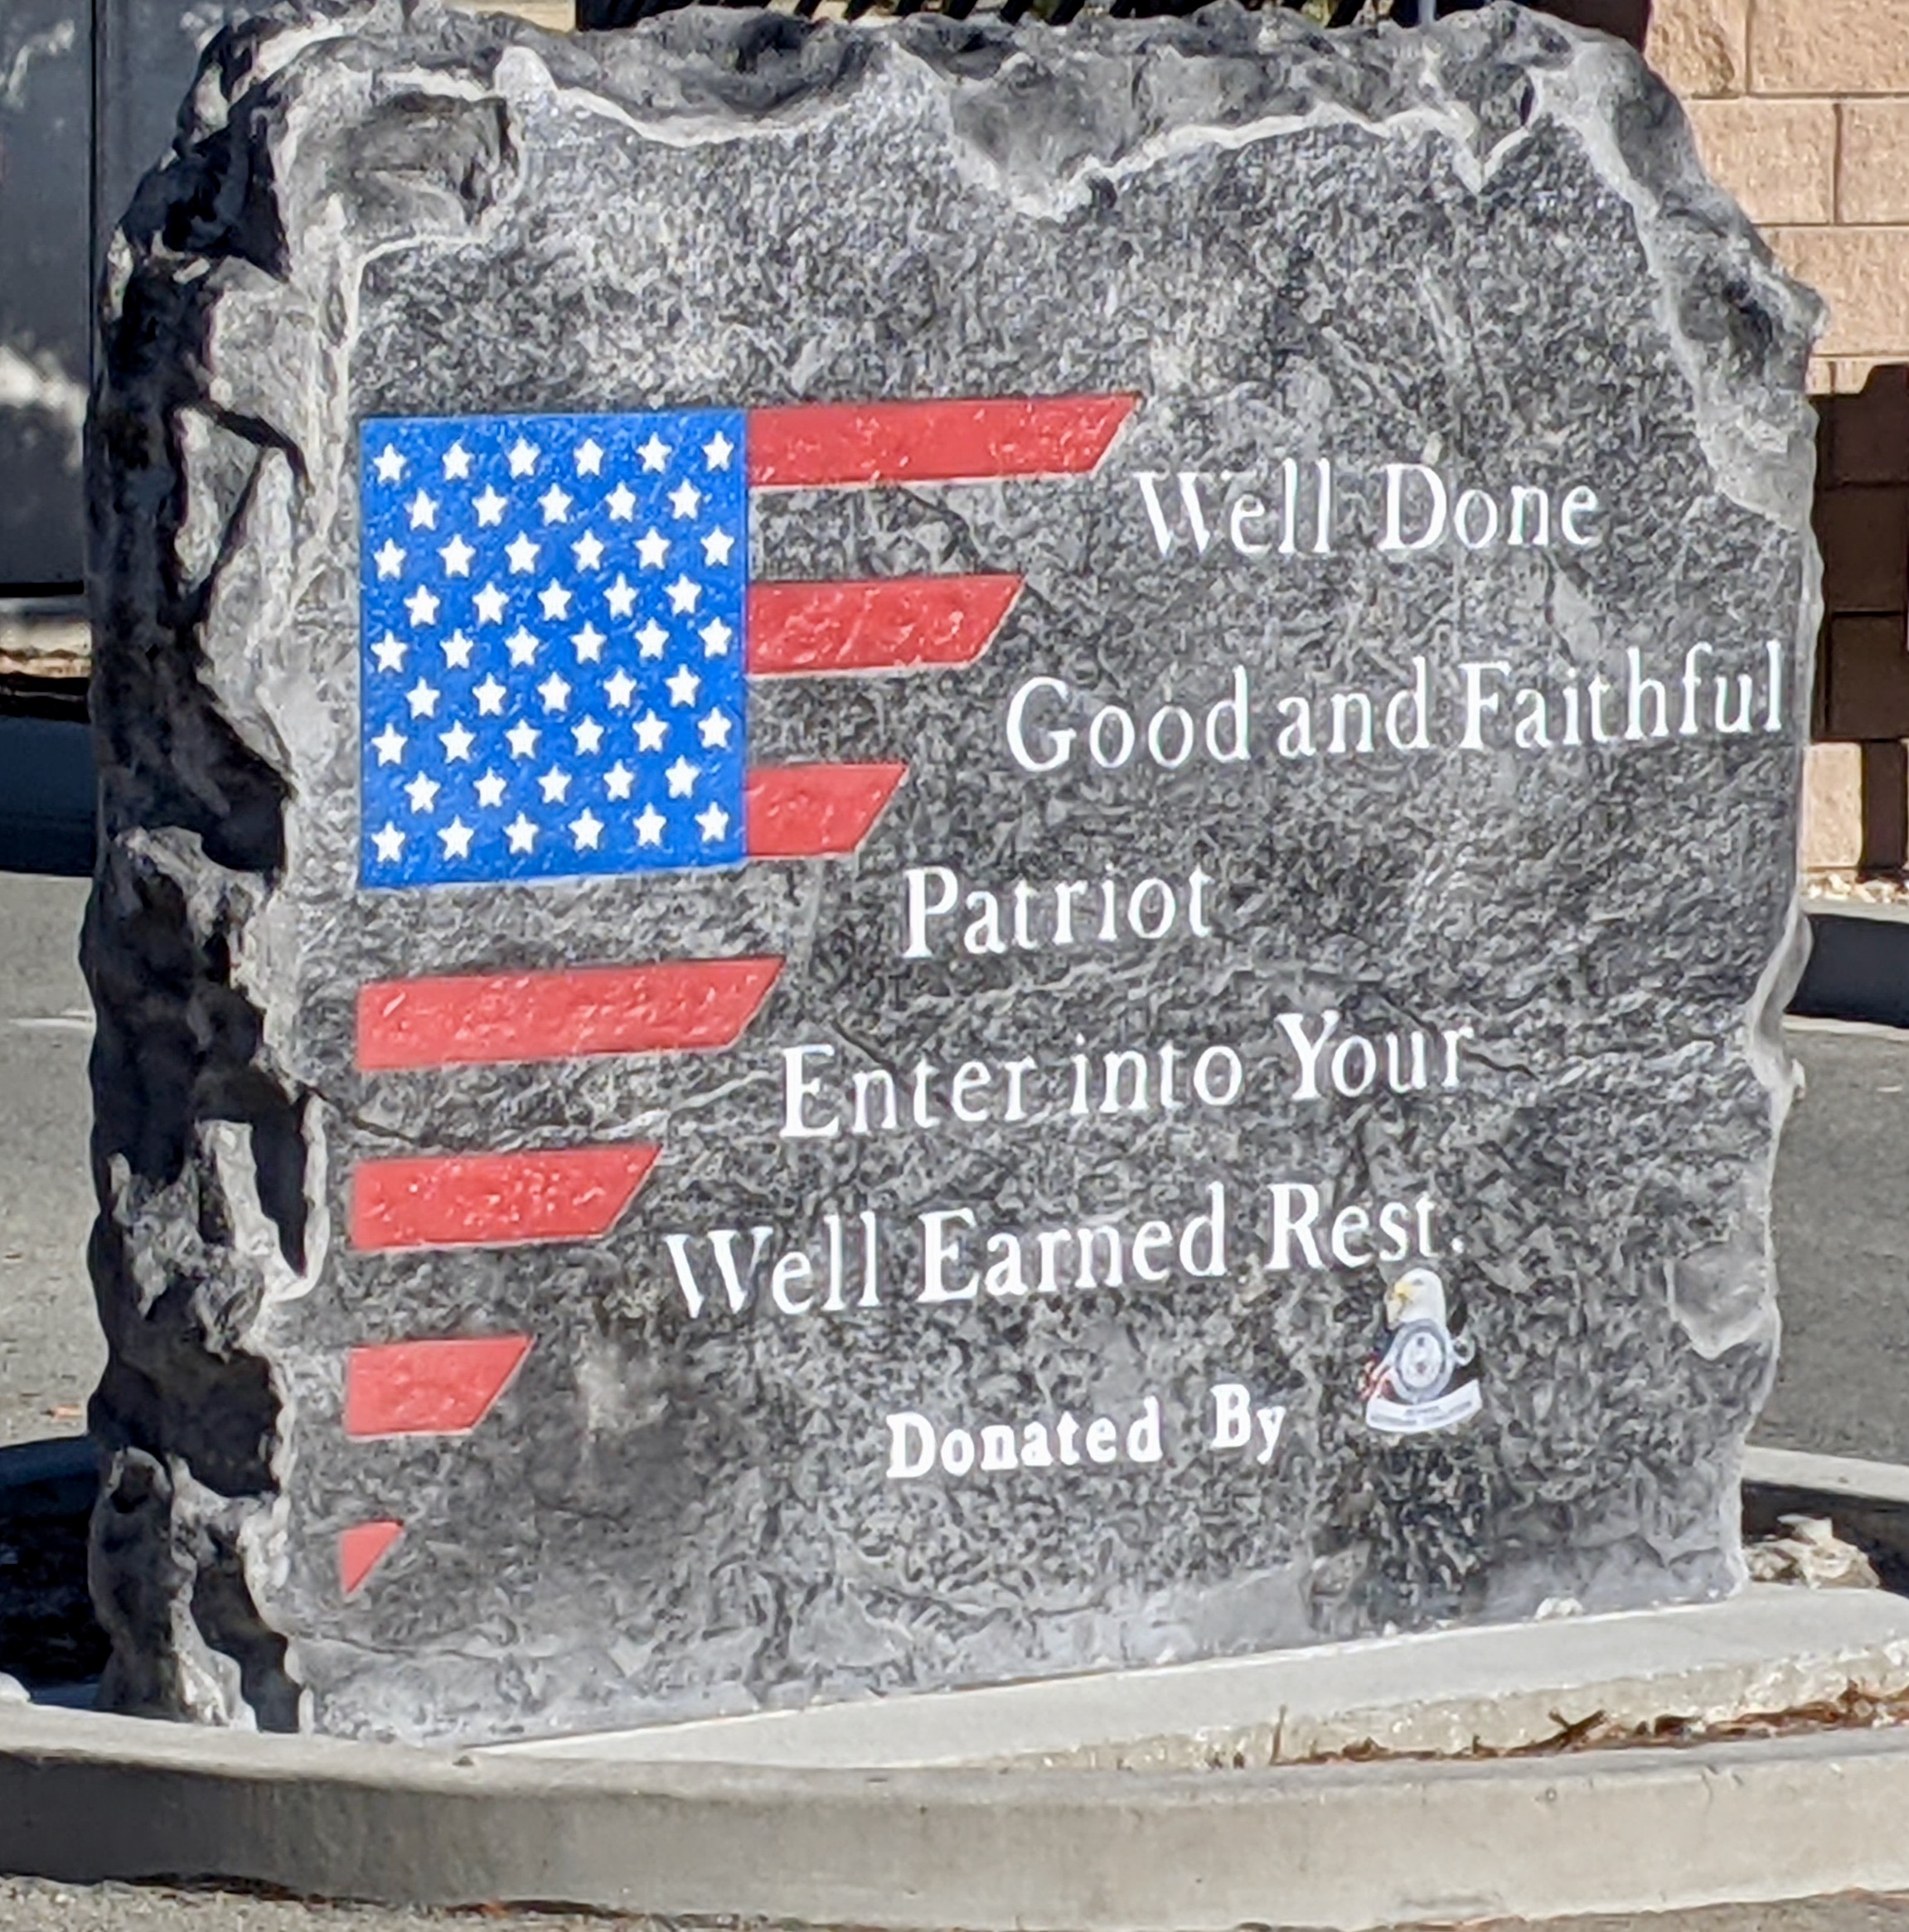 Well Done
Good and Faithful
Patriot
Enter into Your
Well Earned Rest.
Donated By